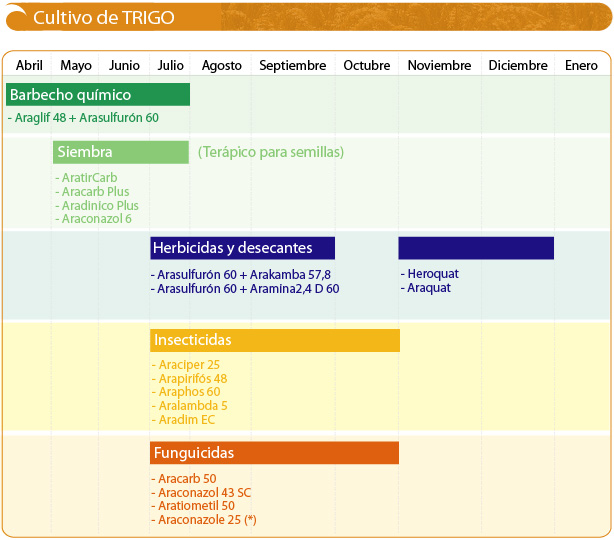 Cultivo de TRIGO
Abril Mayo Junio Julio Agosto Septiembre Octubre Noviembre Diciembre Enero
Barbecho químico
- Araglif 48 + Arasulfurón 60
Siembra (Terápico para semillas)
- AratirCarb
- Aracarb Plus
- Aradinico Plus
- Araconazol 6
Herbicidas y desecantes
- Arasulfurón 60 + Arakamba 57,8 - Heroquat
- Arasulfurón 60 + Aramina2,4 D 60 - Araquat
Insecticidas
- Araciper 25
- Arapirifós 48
- Araphos 60
- Aralambda 5
- Aradim EC
Funguicidas
- Aracarb 50
- Araconazol 43 SC
- Aratiometil 50
- Araconazole 25 (*)